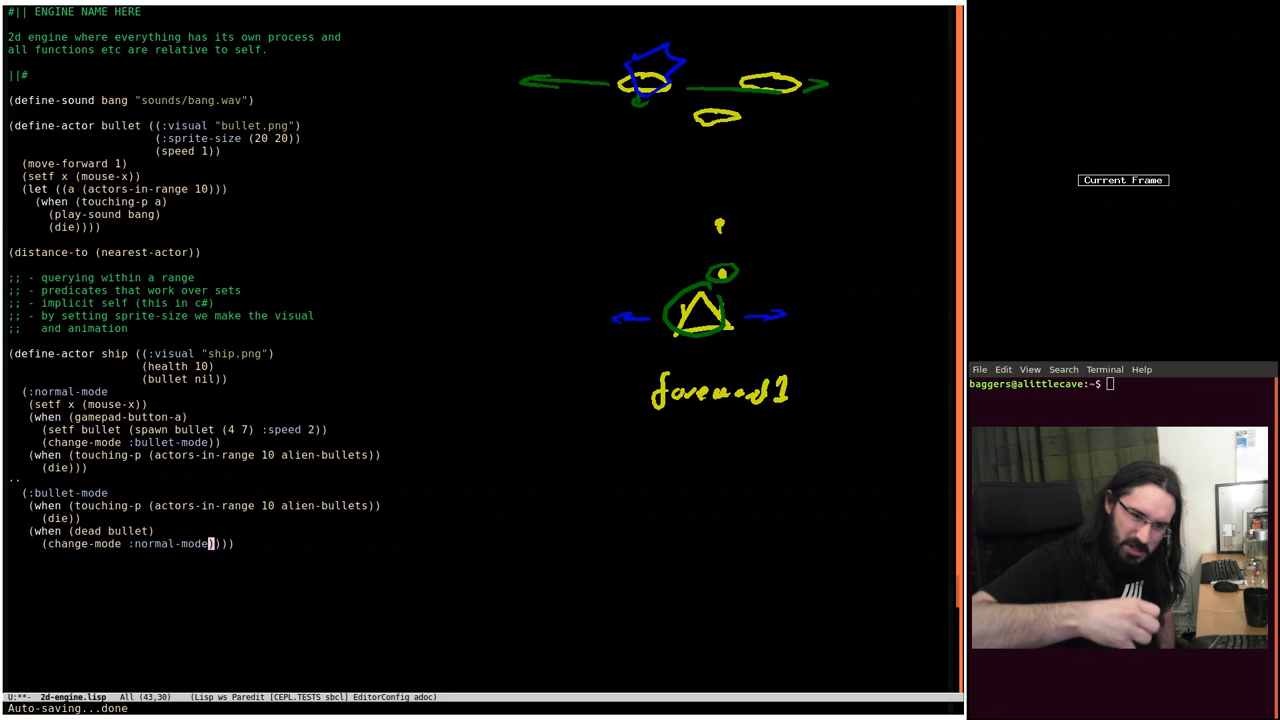 #|| ENGINE NAME HERE
2d engine where everything has its own process and
all functions etc are relative to self.
||#
(define-sound bang "sounds/bang.wav")
(define-actor bullet ((:visual "bullet.png")
(:sprite-size (20 20))
(speed 1))
(move-forward 1)
(setf x (mouse-x))
(let ((a (actors-in-range 10)))
(when (touching-p a)
(play-sound bang)
(die))))
(distance-to (nearest-actor))
;; - querying within a range
;; - predicates that work over sets
;; - implicit self (this in c#)
;; - by setting sprite-size we make the visual
;;   and animation
(define-actor ship ((:visual "ship.png")
(health 10)
(bullet nil))
(:normal-mode
(setf x (mouse-x))
(when (gamepad-button-a)
(setf bullet (spawn bullet (4 7) :speed 2))
(change-mode :bullet-mode))
(when (touching-p (actors-in-range 10 alien-bullets))
(die)))
..
(:bullet-mode
(when (touching-p (actors-in-range 10 alien-bullets))
(die))
(when (dead bullet)
(change-mode :normal-mode))))
U:**-  2d-engine.lisp   All (43,30)    (Lisp ws Paredit [CEPL.TESTS sbcl] EditorConfig adoc)
Auto-saving...done
foreward 1
Current Frame
File Edit View Search Terminal Help
baggers@alittlecave:~$